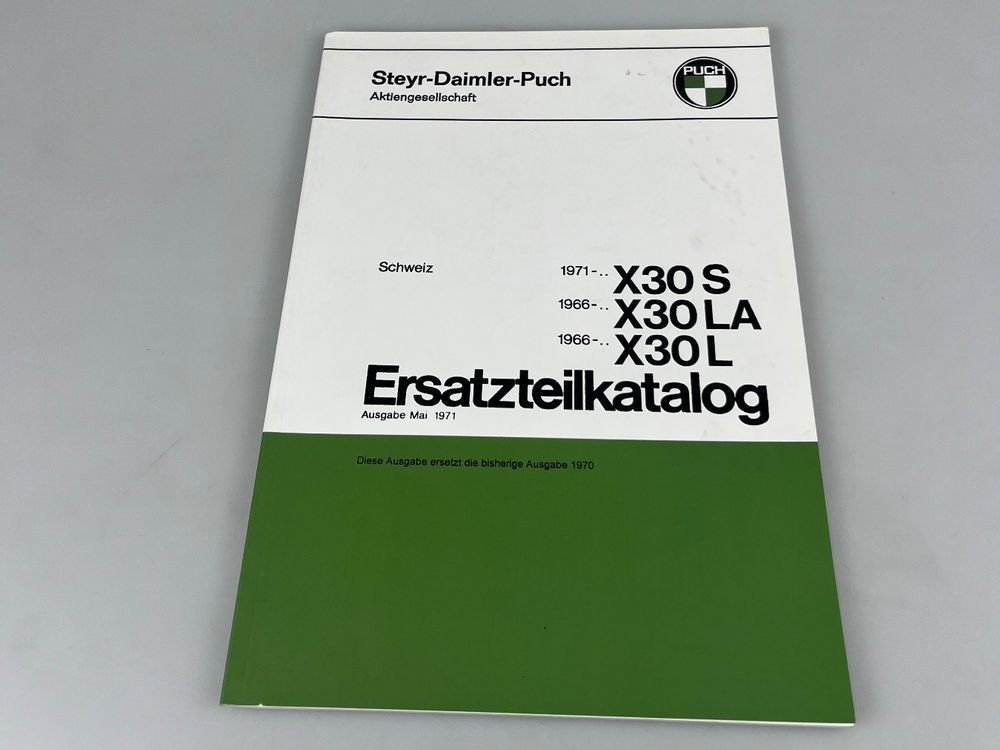 Steyr-Daimler-Puch
Aktiengesellschaft
PUCH
Schweiz
1971-.. X30 S
1966-.. X30 LA
1966-.. X30 L
Ersatzteilkatalog
Ausgabe Mai 1971
Diese Ausgabe ersetzt die bisherige Ausgabe 1970